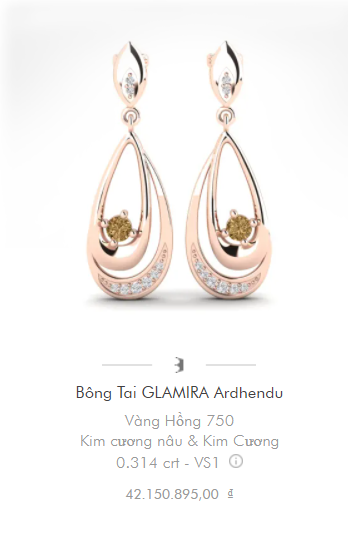 Bông Tai GLAMIRA Ardhendu
Vàng Hồng 750
Kim cương nâu & Kim Cương
0.314 crt - VS1
42.150.895,00 ₫